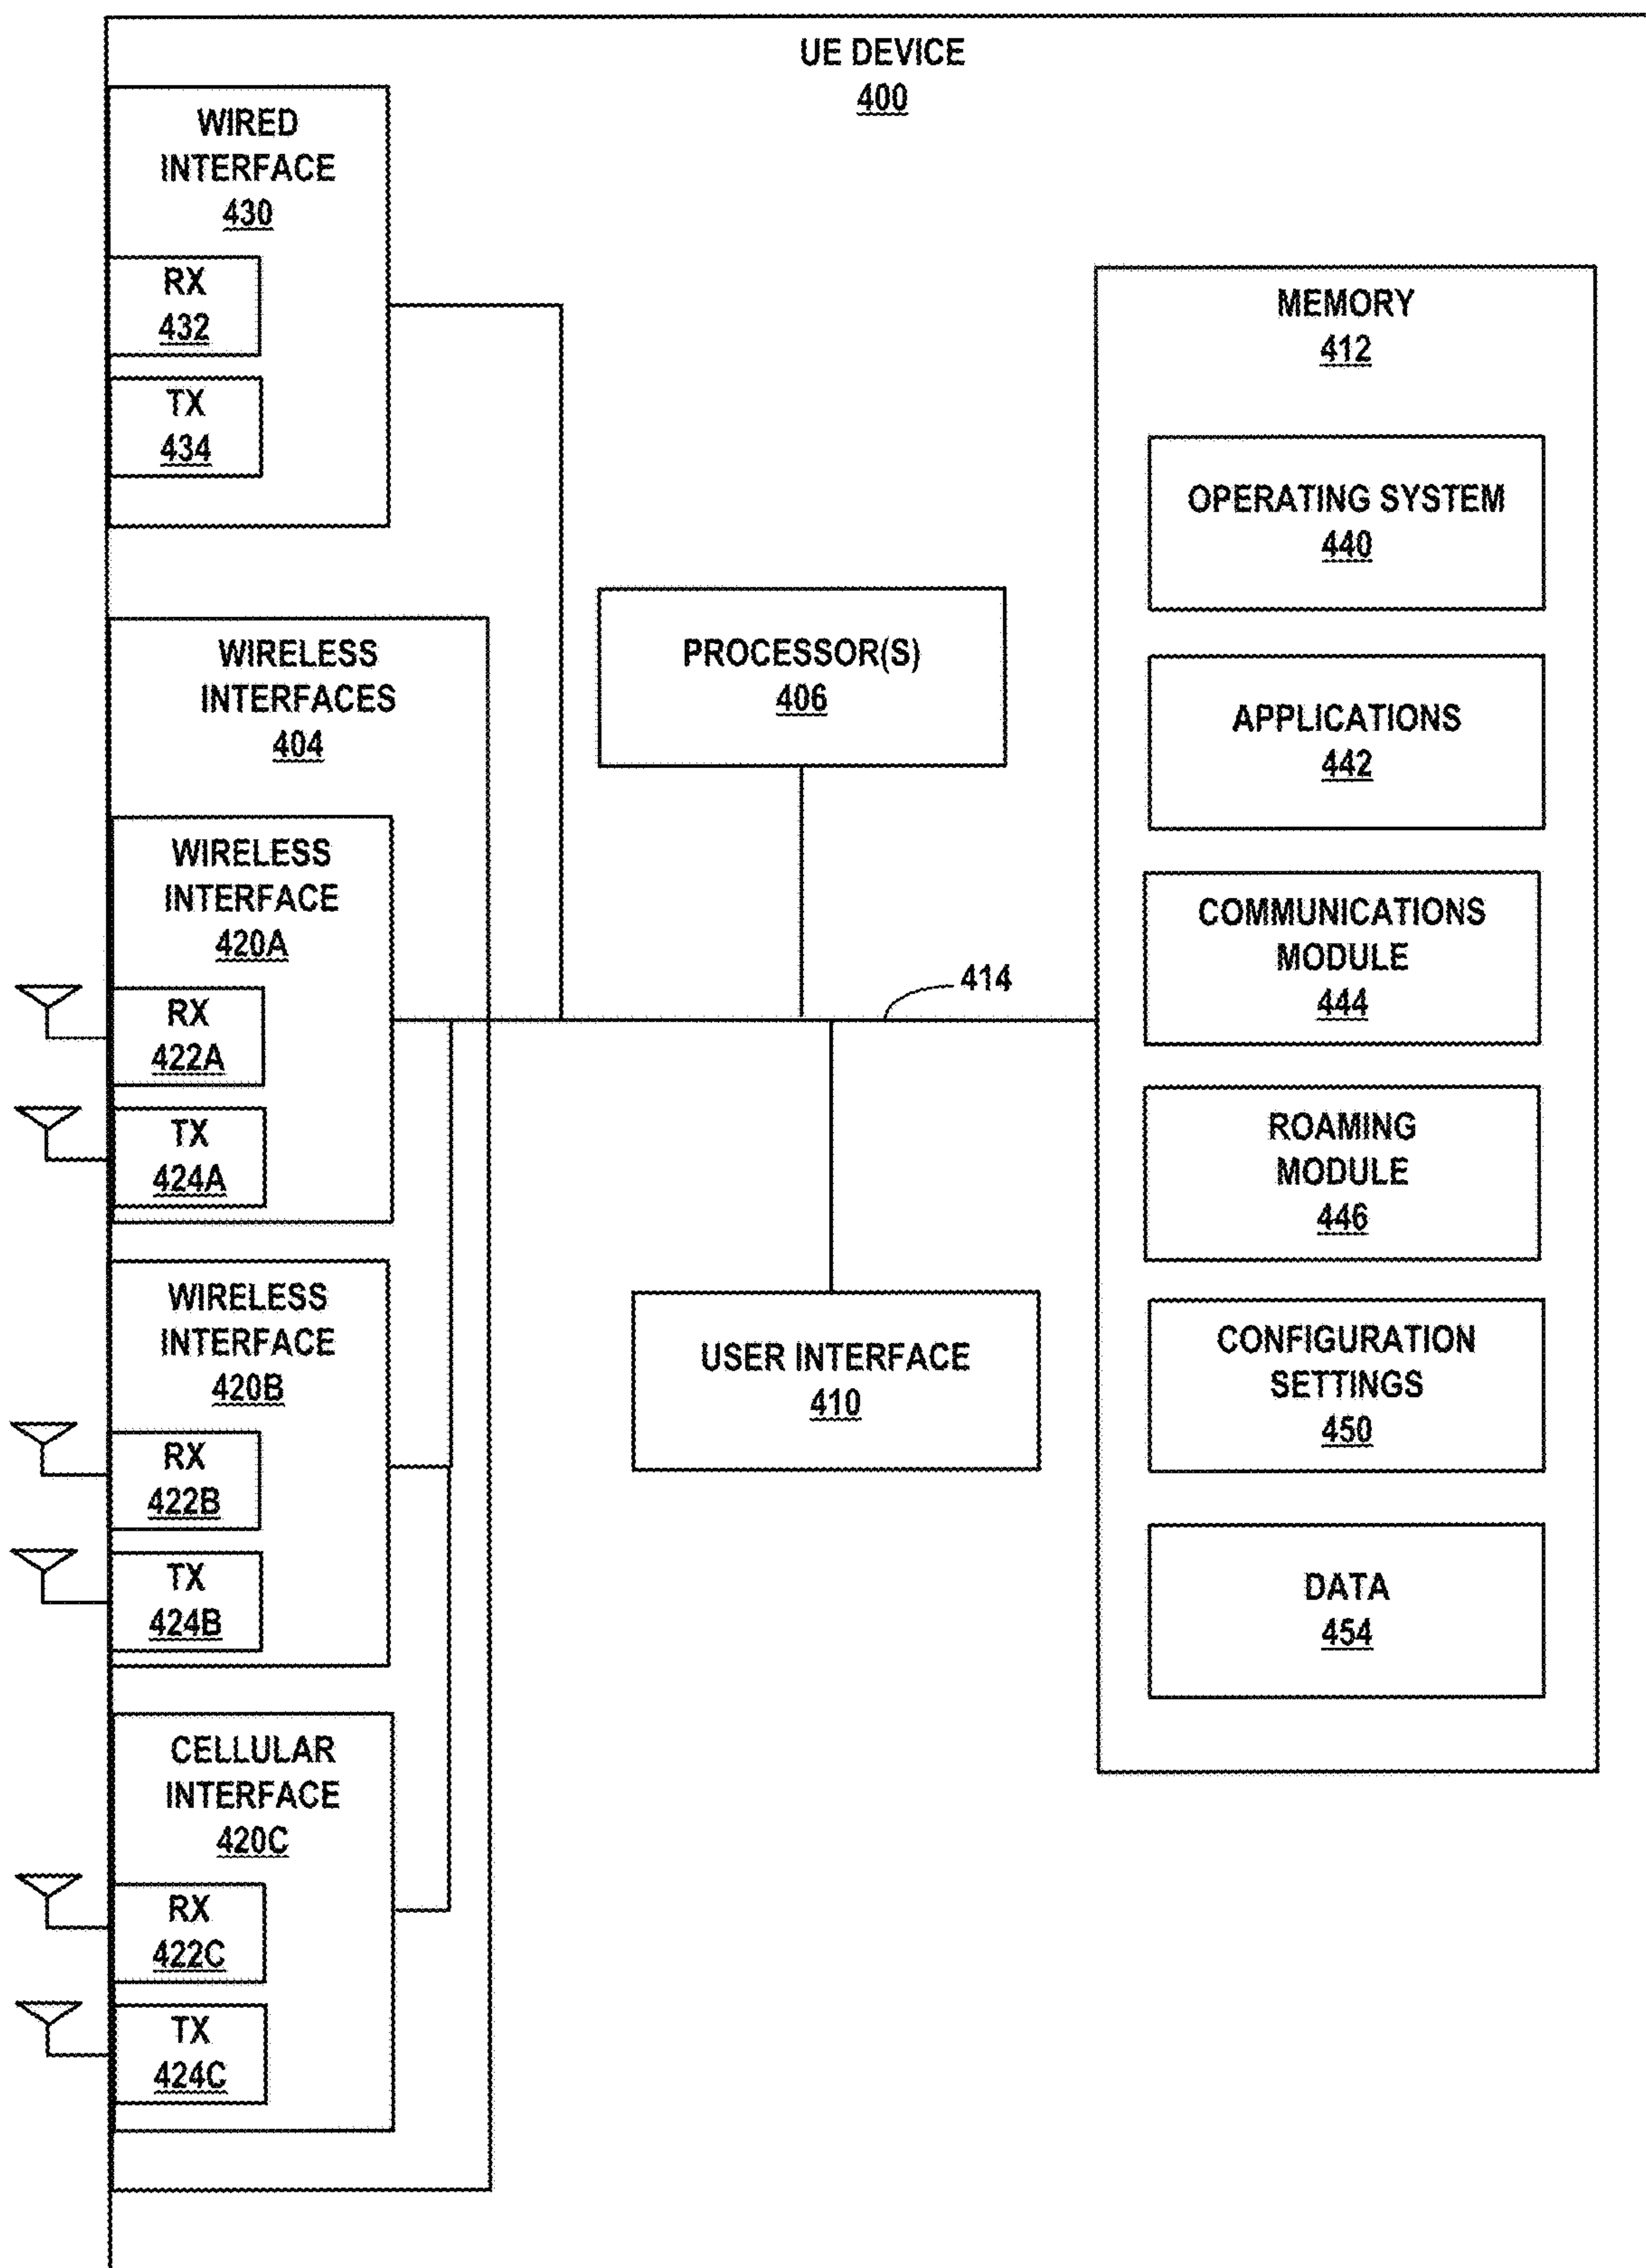 UE DEVICE
400
WIRED
INTERFACE
430
RX
432
TX
434
WIRELESS
INTERFACES
404
WIRELESS
INTERFACE
420A
RX
422A
TX
424A
WIRELESS
INTERFACE
420B
RX
422B
TX
424B
CELLULAR
INTERFACE
420C
RX
422C
TX
424C
PROCESSOR(S)
406
414
USER INTERFACE
410
MEMORY
412
OPERATING SYSTEM
440
APPLICATIONS
442
COMMUNICATIONS
MODULE
444
ROAMING
MODULE
446
CONFIGURATION
SETTINGS
450
DATA
454